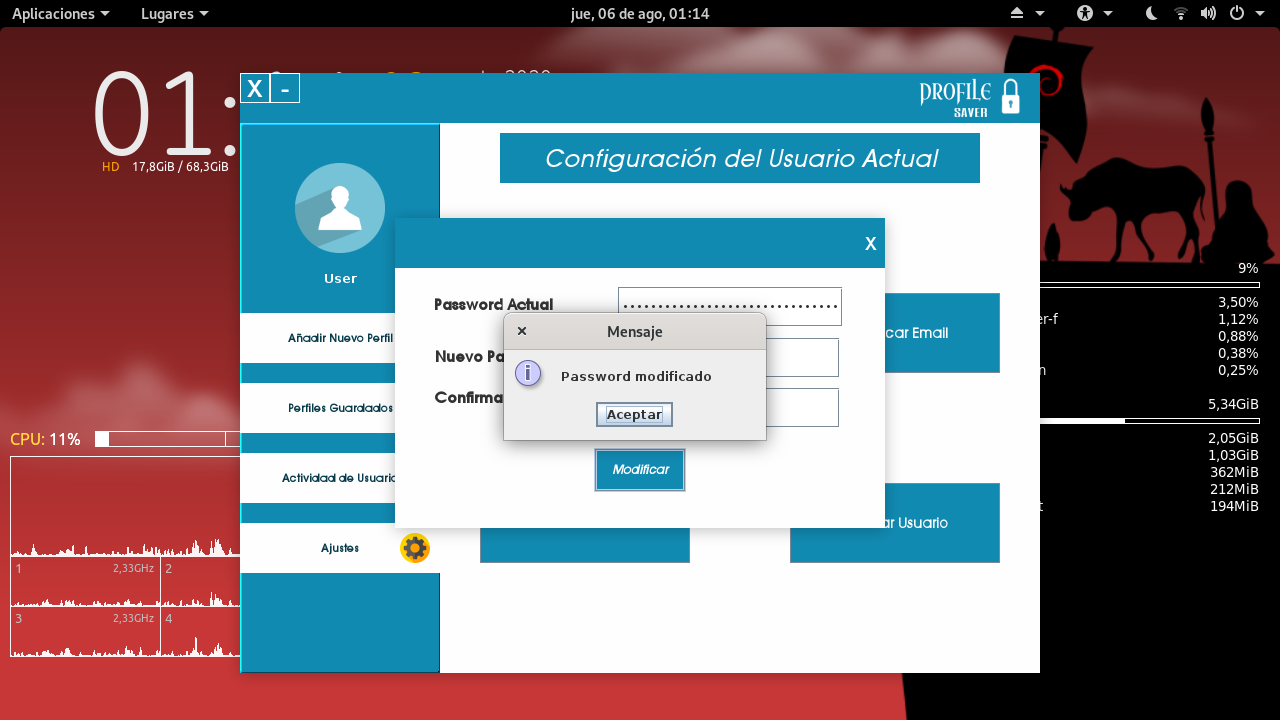 Aplicaciones Lugares jue, 06 de ago, 01:14
01:
HD 17,8GiB / 68,3GiB
X -
PROFILE
SAVER
Configuración del Usuario Actual
User
X
Password Actual
Nuevo Pa
Confirma
Mensaje
Password modificado
Aceptar
Modificar
Añadir Nuevo Perfil
Perfiles Guardados
Actividad de Usuario
Ajustes
car Email
ar Usuario
CPU: 11%
1 2,33GHz 2
3 2,33GHz 4
9%
3,50%
er-f 1,12%
0,88%
0,38%
0,25%
5,34GiB
2,05GiB
1,03GiB
362MiB
212MiB
t 194MiB